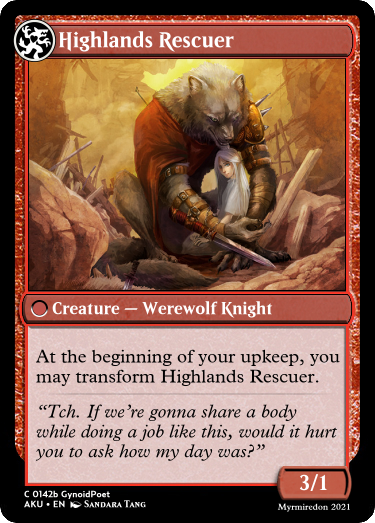 Highlands Rescuer
Creature — Werewolf Knight
At the beginning of your upkeep, you
may transform Highlands Rescuer.
“Tch. If we’re gonna share a body
while doing a job like this, would it hurt
you to ask how my day was?”
3/1
C 0142b GynoidPoet
AKU • EN Sandara Tang
Myrmiredon 2021